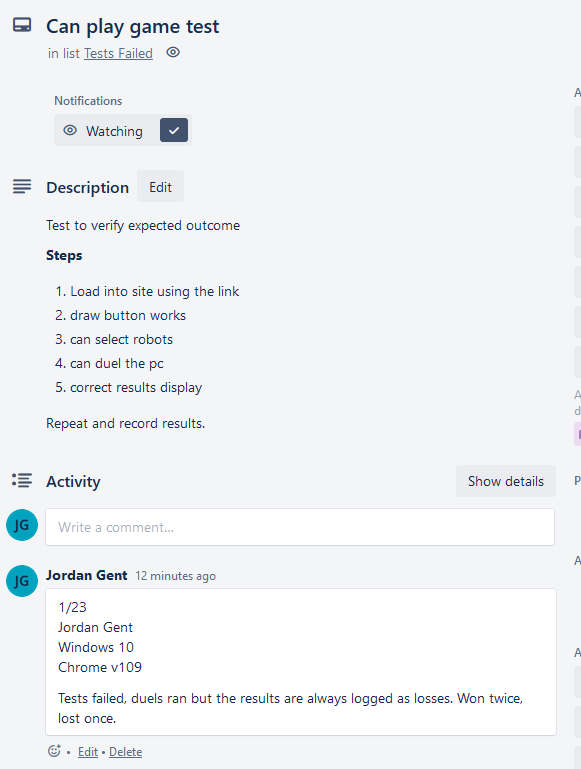 Can play game test
in list Tests Failed
Notifications
Watching
Description Edit
Test to verify expected outcome
Steps
1. Load into site using the link
2. draw button works
3. can select robots
4. can duel the pc
5. correct results display
Repeat and record results.
Activity Show details
JG Write a comment...
JG Jordan Gent 12 minutes ago
1/23
Jordan Gent
Windows 10
Chrome v109
Tests failed, duels ran but the results are always logged as losses. Won twice,
lost once.
• Edit • Delete